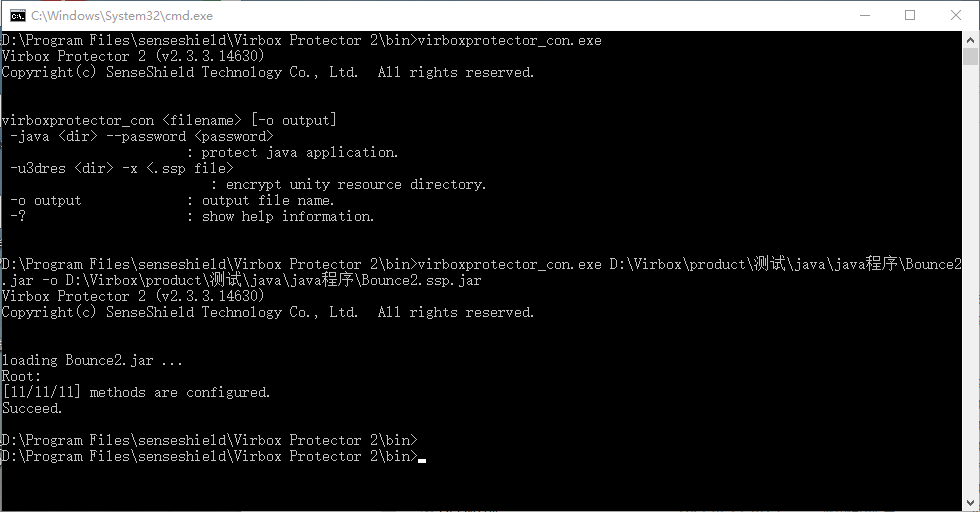 C:\Windows\System32\cmd.exe
D:\Program Files\senseshield\Virbox Protector 2\bin>virboxprotector_con.exe
Virbox Protector 2 (v2.3.3.14630)
Copyright(c) SenseShield Technology Co., Ltd.  All rights reserved.
virboxprotector_con <filename> [-o output]
-java <dir> --password <password>
: protect java application.
-u3dres <dir> -x <.ssp file>
: encrypt unity resource directory.
-o output : output file name.
-? : show help information.
D:\Program Files\senseshield\Virbox Protector 2\bin>virboxprotector_con.exe D:\Virbox\product\测试\java\java程序\Bounce2
.jar -o D:\Virbox\product\测试\java\java程序\Bounce2.ssp.jar
Virbox Protector 2 (v2.3.3.14630)
Copyright(c) SenseShield Technology Co., Ltd.  All rights reserved.
loading Bounce2.jar ...
Root:
[11/11/11] methods are configured.
Succeed.
D:\Program Files\senseshield\Virbox Protector 2\bin>
D:\Program Files\senseshield\Virbox Protector 2\bin>